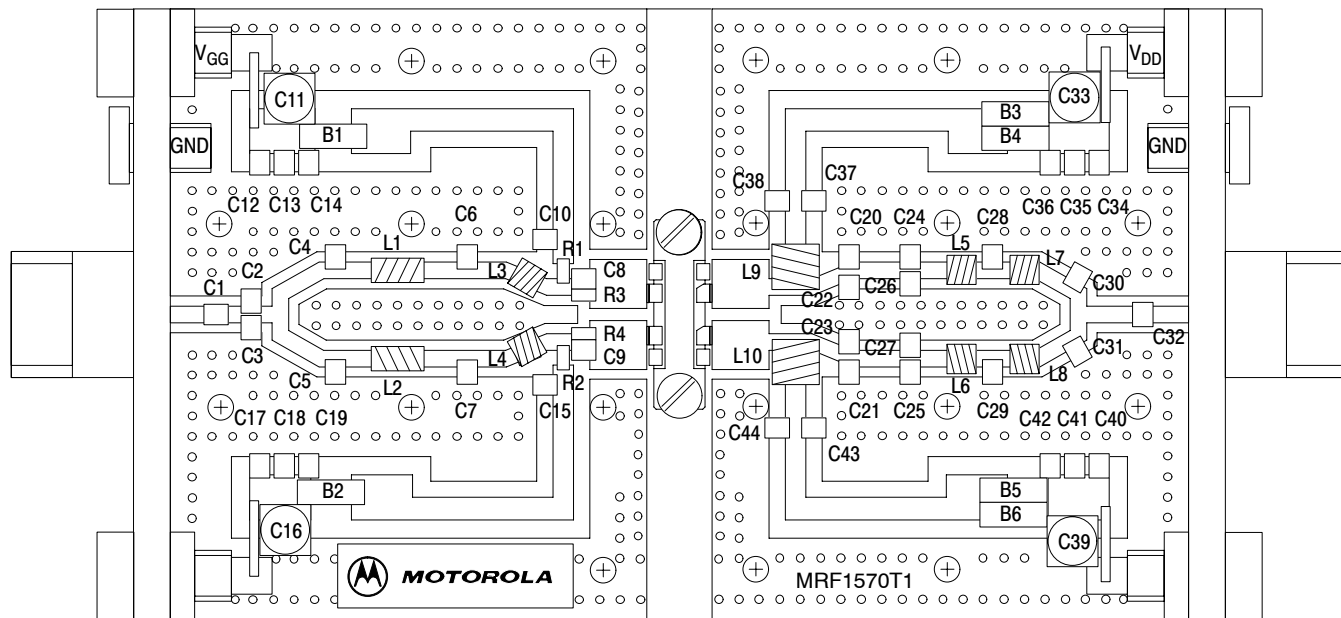 VGG
VDD
C11
C33
B1
B3
B4
GND
GND
C38
C37
C12 C13 C14
C6
C10
C20 C24 C28
C36 C35 C34
C4
L1
R1
L5
L7
C2
L3
C8
L9
C30
C1
R3
C22
C26
R4
C23
C32
C3
L4
C9
L10
C27
C31
C5
L2
R2
L6
L8
C17 C18 C19
C7
C15
C21 C25 C29
C42 C41 C40
C44
C43
B2
B5
B6
C16
C39
MOTOROLA
MRF1570T1